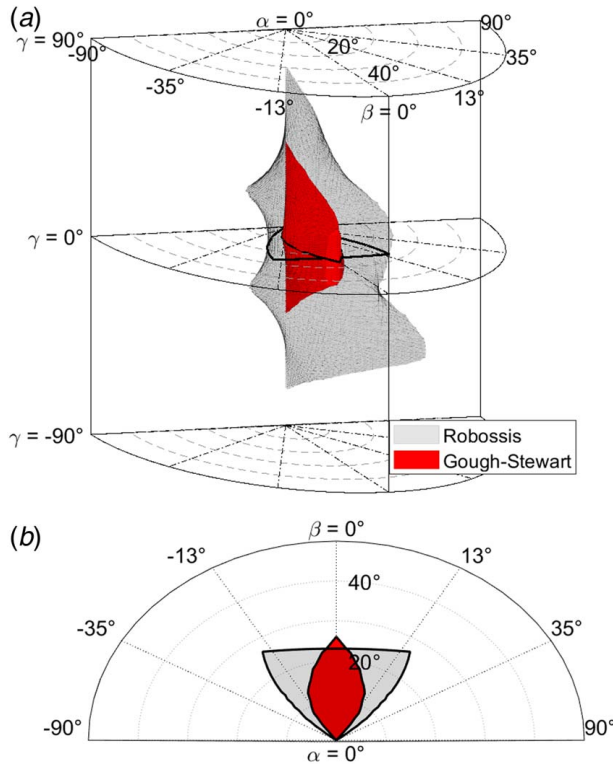 (a)
α = 0°
γ = 90°
-90°
90°
20°
35°
-35°
40°
-13°
13°
β = 0°
γ = 0°
γ = -90°
Robossis
Gough-Stewart
(b)
β = 0°
-13°
13°
40°
-35°
35°
20°
-90°
90°
α = 0°